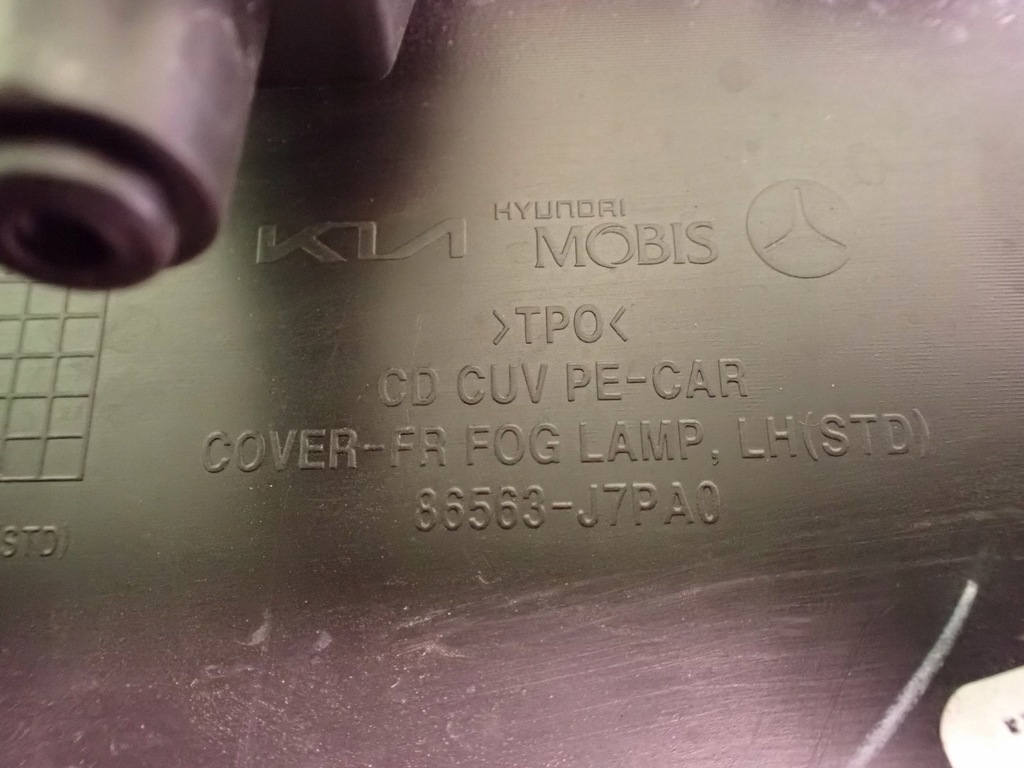 KIA HYUNDAI MOBIS
>TPO<
CD CUV PE-CAR
COVER-FR FOG LAMP, LH(STD)
86563-J7PA0
(STD)